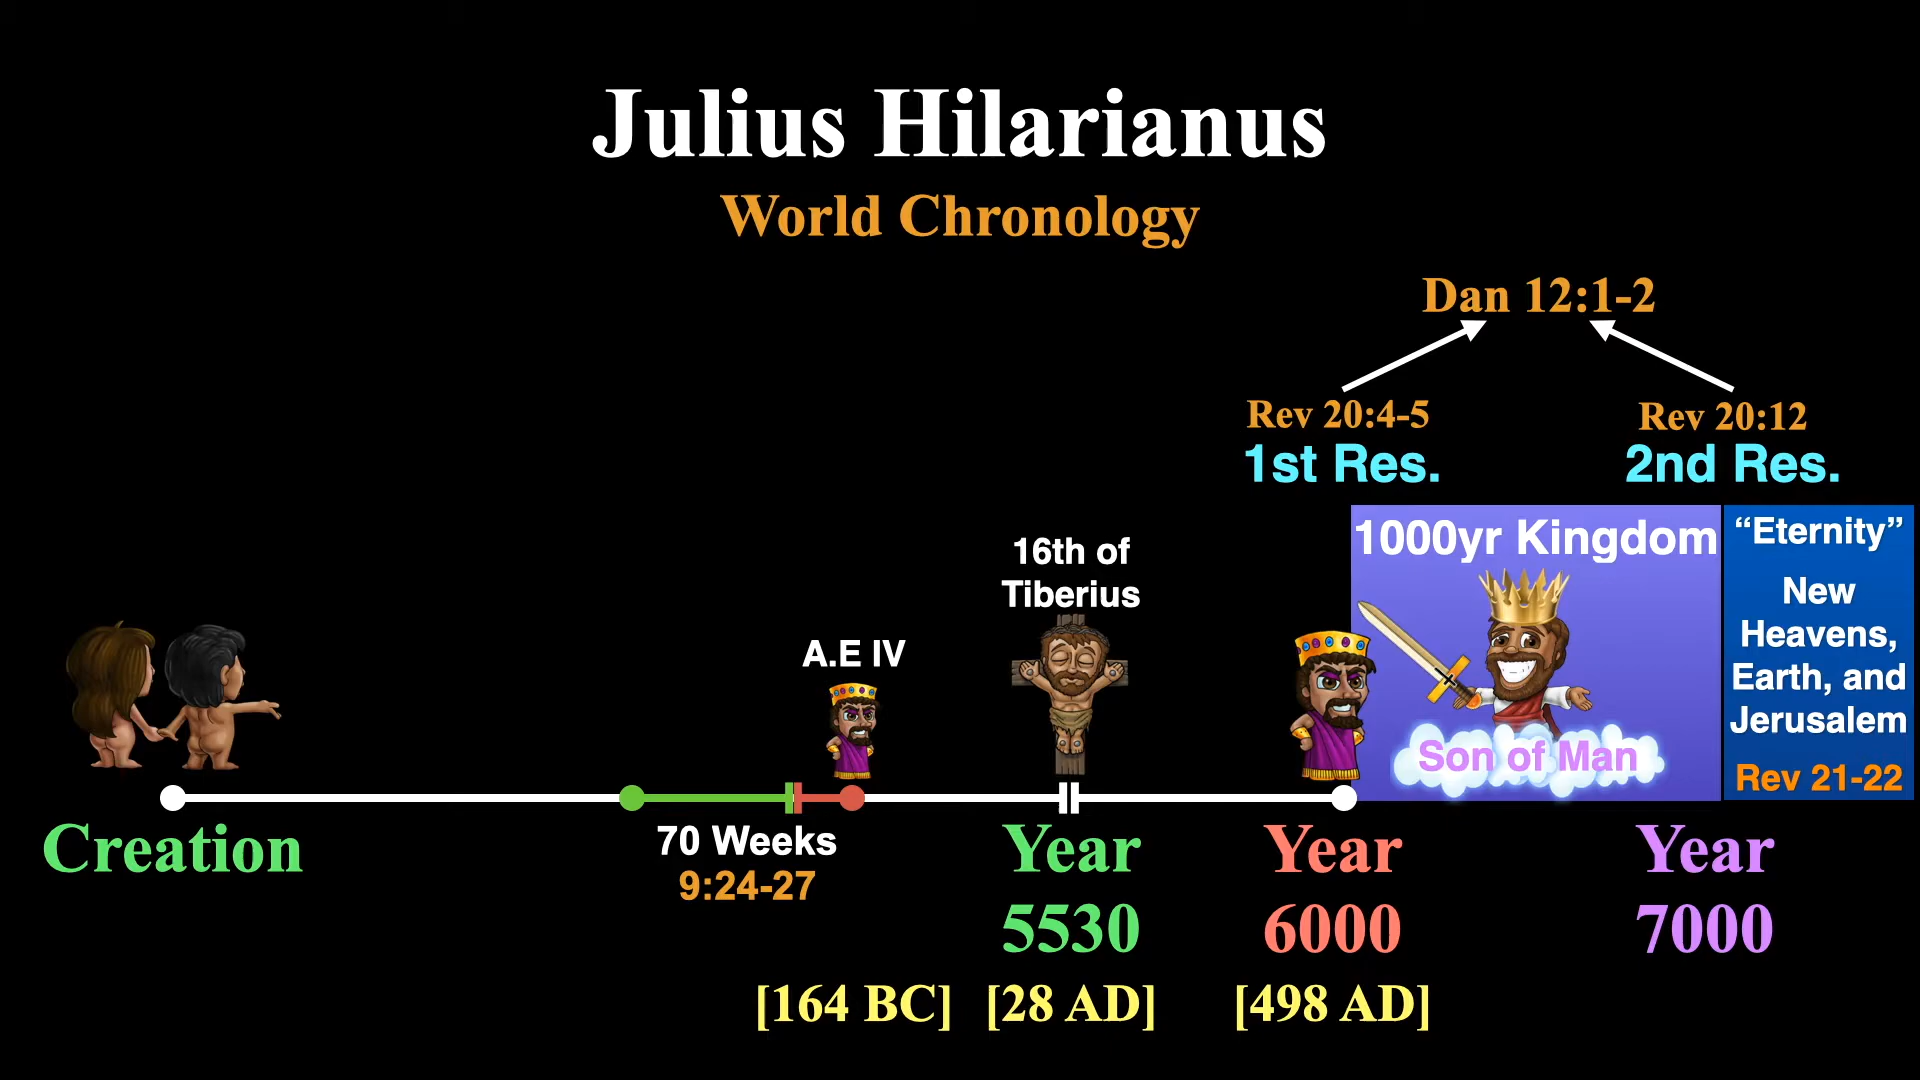 Julius Hilarianus
World Chronology
Dan 12:1-2
Rev 20:4-5
1st Res.
Rev 20:12
2nd Res.
1000yr Kingdom
Son of Man
“Eternity”
New
Heavens,
Earth, and
Jerusalem
Rev 21-22
16th of
Tiberius
A.E IV
Creation
70 Weeks
9:24-27
Year
5530
Year
6000
Year
7000
[164 BC]
[28 AD]
[498 AD]